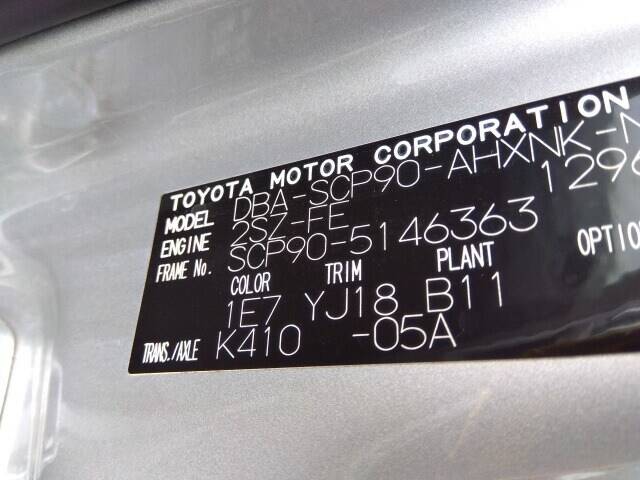 TOYOTA MOTOR CORPORATION
MODEL DBA-SCP90-AHXNK-
ENGINE 2SZ-FE 1296
FRAME No. SCP90-5146363
COLOR TRIM PLANT OPTIO
1E7 YJ18 B11
TRANS./AXLE K410 -05A